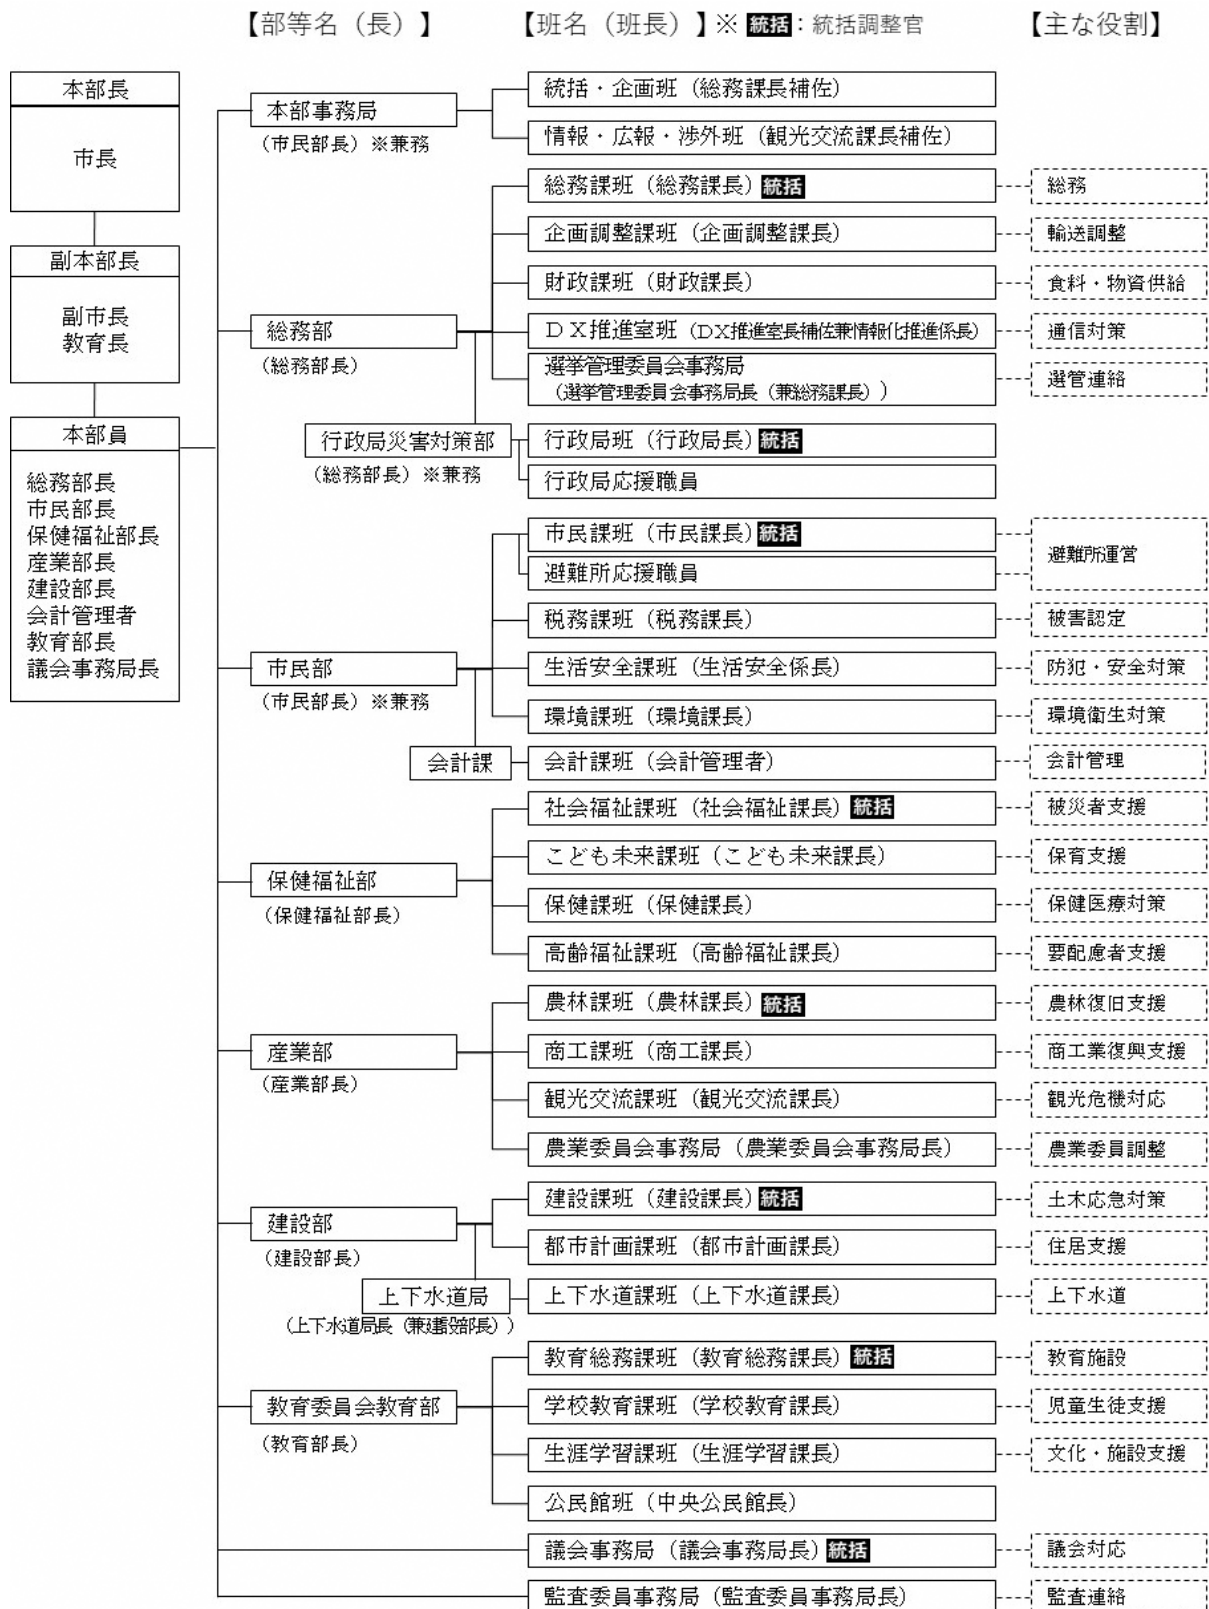 【部等名（長）】
【班名（班長）】※ 統括：統括調整官
【主な役割】
本部長
市長
副本部長
副市長
教育長
本部員
総務部長
市民部長
保健福祉部長
産業部長
建設部長
会計管理者
教育部長
議会事務局長
本部事務局
（市民部長）※兼務
統括・企画班（総務課長補佐）
情報・広報・渉外班（観光交流課長補佐）
総務部
（総務部長）
総務課班（総務課長）統括
総務
企画調整課班（企画調整課長）
輸送調整
財政課班（財政課長）
食料・物資供給
ＤＸ推進室班（DX推進室長補佐兼情報化推進係長）
通信対策
選挙管理委員会事務局
（選挙管理委員会事務局長（兼総務課長））
選管連絡
行政局災害対策部
（総務部長）※兼務
行政局班（行政局長）統括
行政局応援職員
市民部
（市民部長）※兼務
市民課班（市民課長）統括
避難所応援職員
避難所運営
税務課班（税務課長）
被害認定
生活安全課班（生活安全係長）
防犯・安全対策
環境課班（環境課長）
環境衛生対策
会計課
会計課班（会計管理者）
会計管理
保健福祉部
（保健福祉部長）
社会福祉課班（社会福祉課長）統括
被災者支援
こども未来課班（こども未来課長）
保育支援
保健課班（保健課長）
保健医療対策
高齢福祉課班（高齢福祉課長）
要配慮者支援
産業部
（産業部長）
農林課班（農林課長）統括
農林復旧支援
商工課班（商工課長）
商工業復興支援
観光交流課班（観光交流課長）
観光危機対応
農業委員会事務局（農業委員会事務局長）
農業委員調整
建設部
（建設部長）
建設課班（建設課長）統括
土木応急対策
都市計画課班（都市計画課長）
住居支援
上下水道局
（上下水道局長（兼建設部長））
上下水道課班（上下水道課長）
上下水道
教育委員会教育部
（教育部長）
教育総務課班（教育総務課長）統括
教育施設
学校教育課班（学校教育課長）
児童生徒支援
生涯学習課班（生涯学習課長）
文化・施設支援
公民館班（中央公民館長）
議会事務局（議会事務局長）統括
議会対応
監査委員事務局（監査委員事務局長）
監査連絡